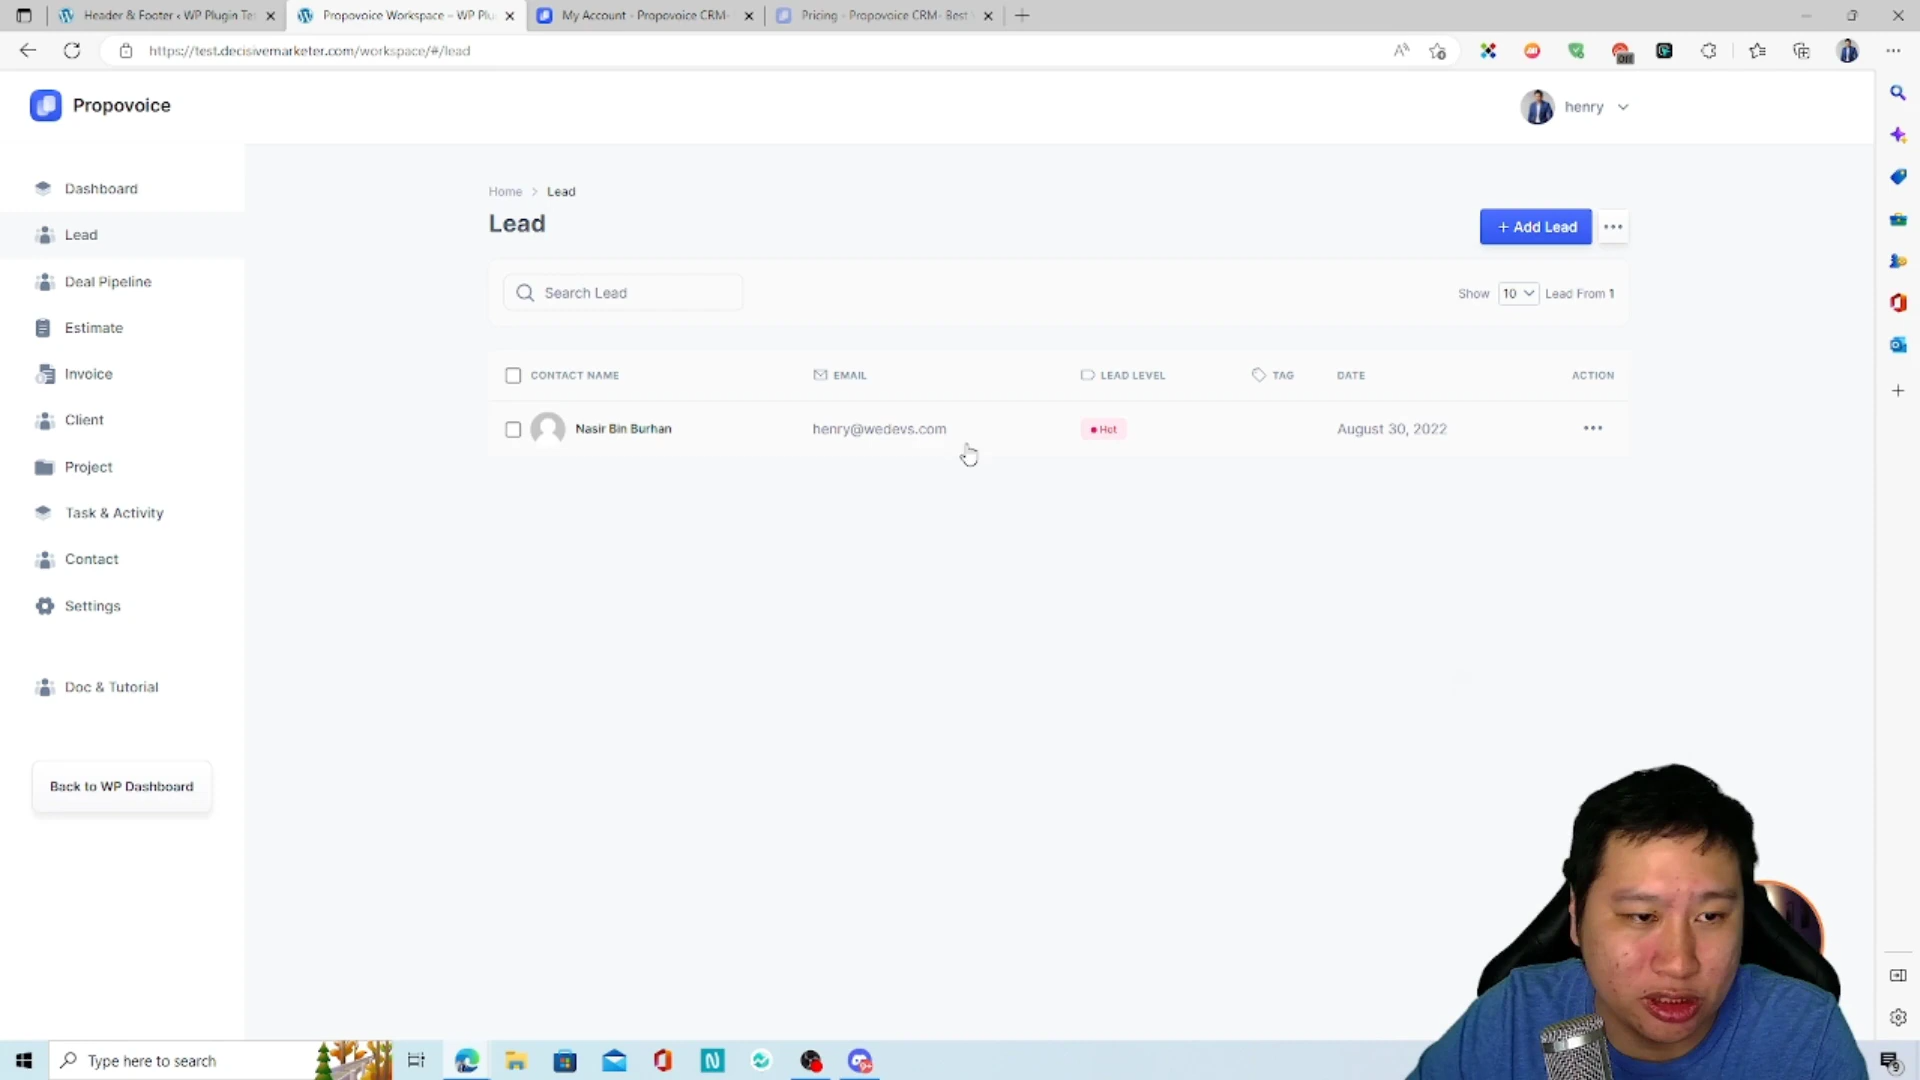 Header & Footer ‹ WP Plugin Te
Propovoice Workspace – WP Plu
My Account - Propovoice CRM-
Pricing - Propovoice CRM- Best
https://test.decisivemarketer.com/workspace/#/lead
Propovoice
henry
Dashboard
Lead
Deal Pipeline
Estimate
Invoice
Client
Project
Task & Activity
Contact
Settings
Doc & Tutorial
Back to WP Dashboard
Home > Lead
Lead
+ Add Lead
Search Lead
Show 10 Lead From 1
CONTACT NAME EMAIL LEAD LEVEL TAG DATE ACTION
Nasir Bin Burhan henry@wedevs.com Hot August 30, 2022
Type here to search